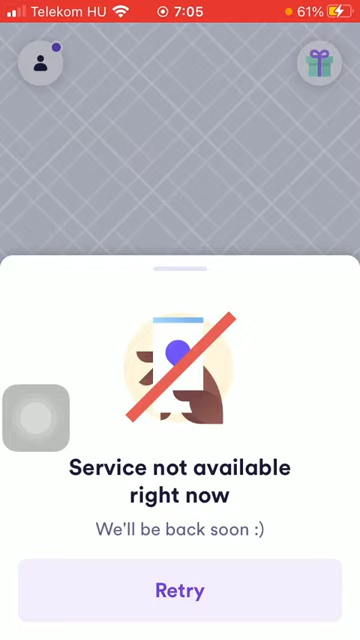 Telekom HU 7:05 61%
Service not available
right now
We'll be back soon :)
Retry